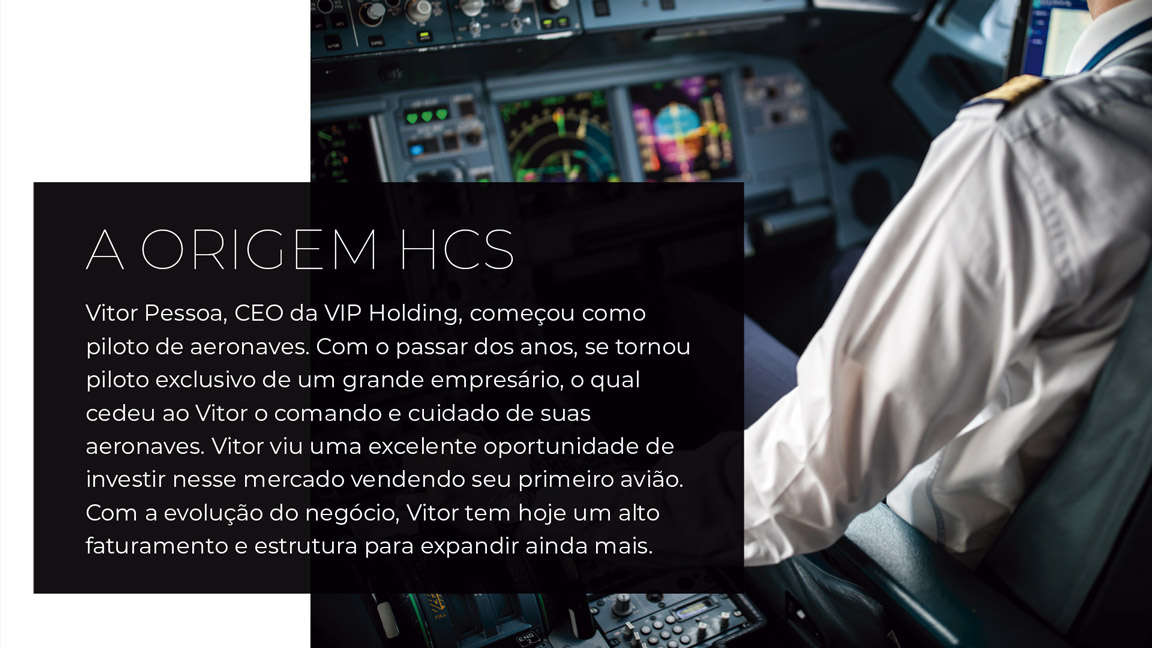 A ORIGEM HCS
Vitor Pessoa, CEO da VIP Holding, começou como
piloto de aeronaves. Com o passar dos anos, se tornou
piloto exclusivo de um grande empresário, o qual
cedeu ao Vitor o comando e cuidado de suas
aeronaves. Vitor viu uma excelente oportunidade de
investir nesse mercado vendendo seu primeiro avião.
Com a evolução do negócio, Vitor tem hoje um alto
faturamento e estrutura para expandir ainda mais.